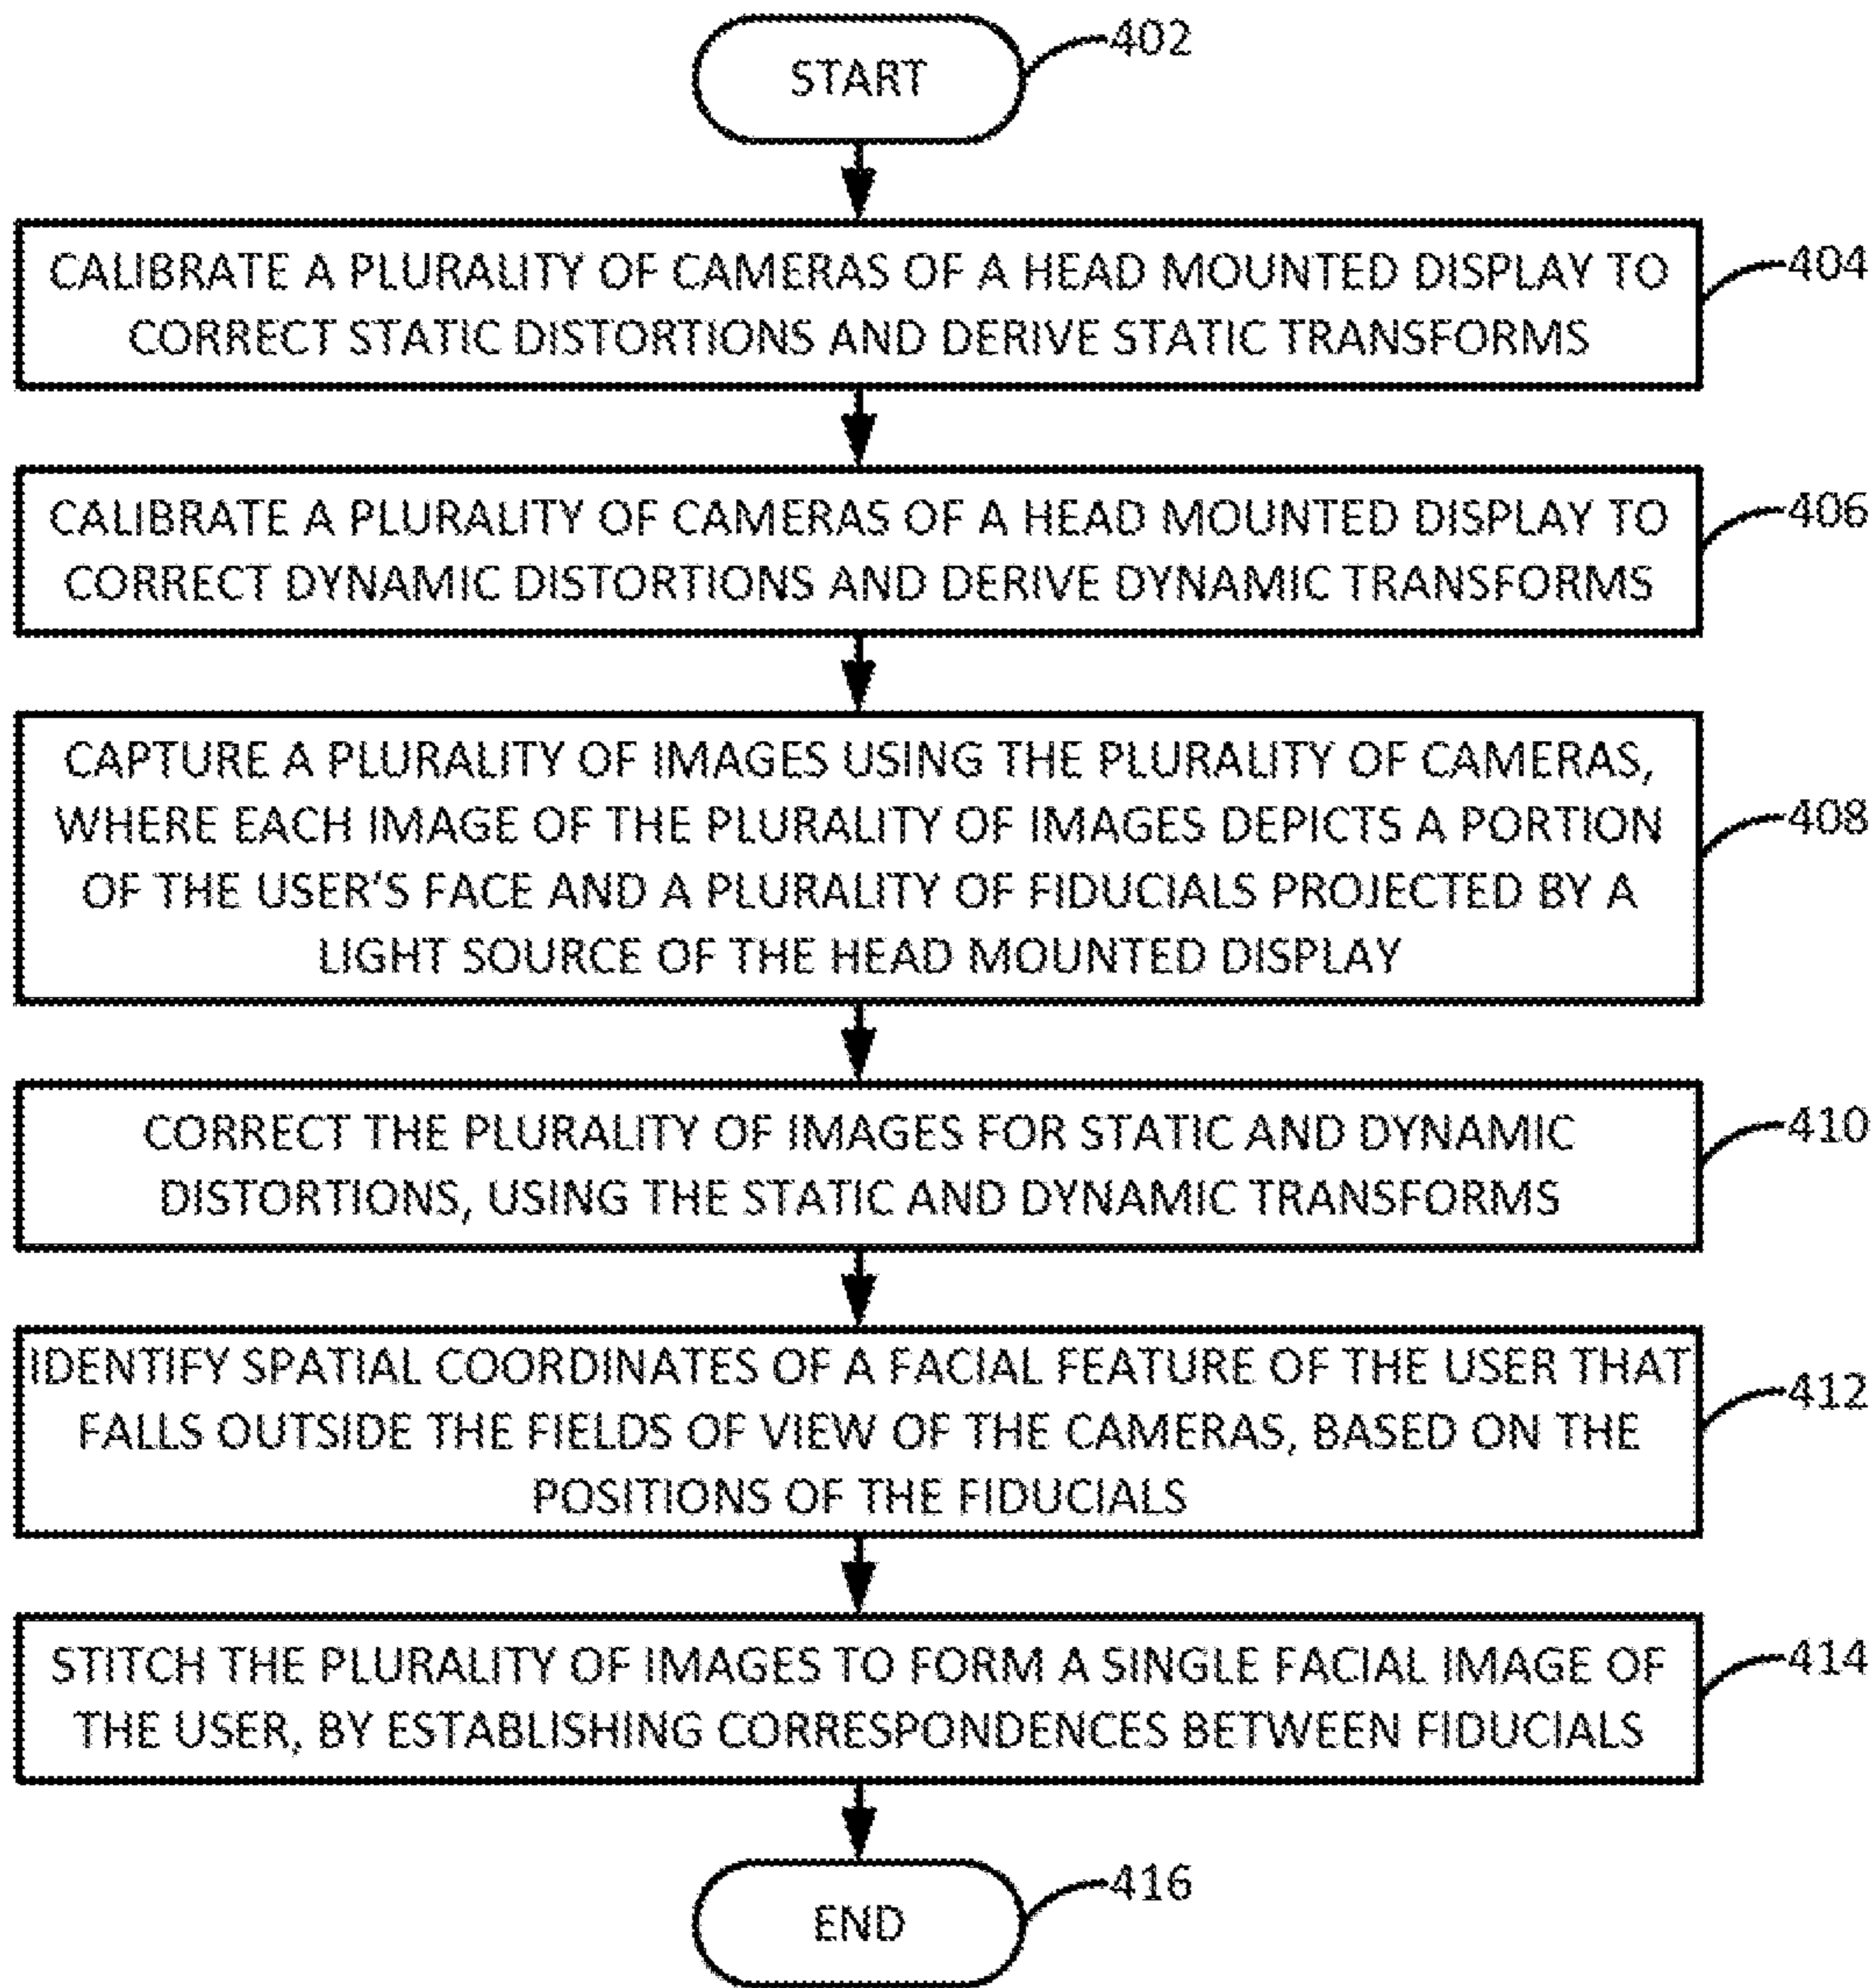 START
402
CALIBRATE A PLURALITY OF CAMERAS OF A HEAD MOUNTED DISPLAY TO
CORRECT STATIC DISTORTIONS AND DERIVE STATIC TRANSFORMS
404
CALIBRATE A PLURALITY OF CAMERAS OF A HEAD MOUNTED DISPLAY TO
CORRECT DYNAMIC DISTORTIONS AND DERIVE DYNAMIC TRANSFORMS
406
CAPTURE A PLURALITY OF IMAGES USING THE PLURALITY OF CAMERAS,
WHERE EACH IMAGE OF THE PLURALITY OF IMAGES DEPICTS A PORTION
OF THE USER'S FACE AND A PLURALITY OF FIDUCIALS PROJECTED BY A
LIGHT SOURCE OF THE HEAD MOUNTED DISPLAY
408
CORRECT THE PLURALITY OF IMAGES FOR STATIC AND DYNAMIC
DISTORTIONS, USING THE STATIC AND DYNAMIC TRANSFORMS
410
IDENTIFY SPATIAL COORDINATES OF A FACIAL FEATURE OF THE USER THAT
FALLS OUTSIDE THE FIELDS OF VIEW OF THE CAMERAS, BASED ON THE
POSITIONS OF THE FIDUCIALS
412
STITCH THE PLURALITY OF IMAGES TO FORM A SINGLE FACIAL IMAGE OF
THE USER, BY ESTABLISHING CORRESPONDENCES BETWEEN FIDUCIALS
414
END
416